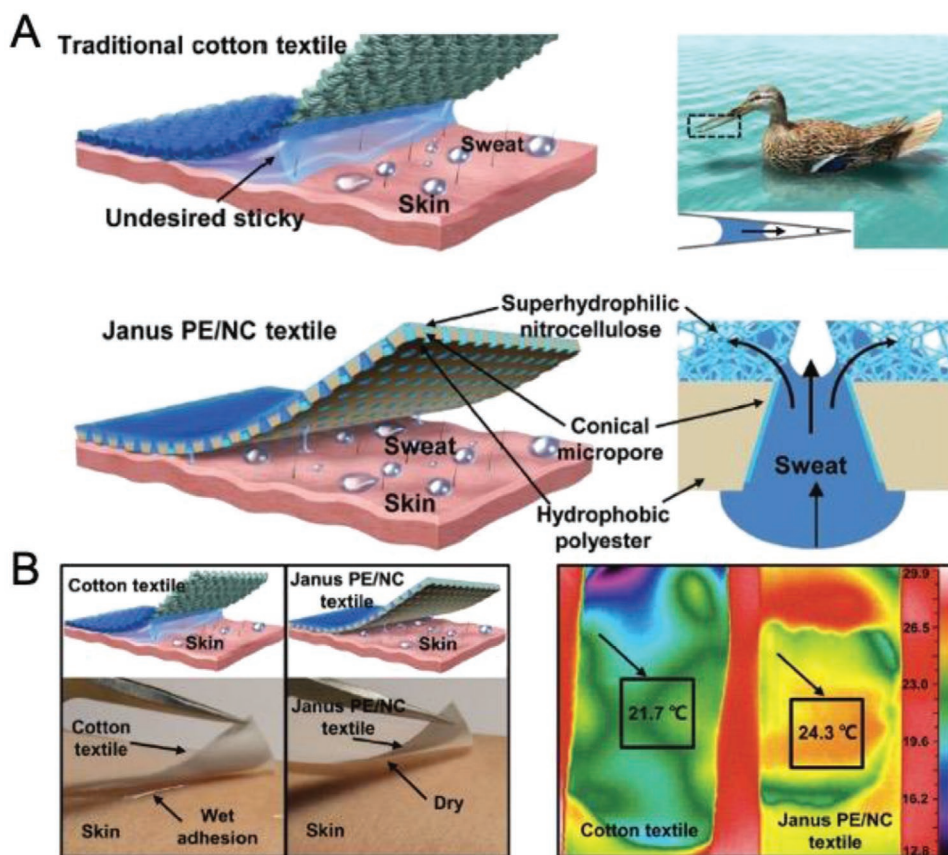 A
Traditional cotton textile
Sweat
Skin
Undesired sticky
Janus PE/NC textile
Sweat
Skin
Superhydrophilic
nitrocellulose
Conical
micropore
Hydrophobic
polyester
Sweat
B
Cotton textile
Skin
Janus PE/NC
textile
Skin
Cotton
textile
Wet
adhesion
Skin
Janus PE/NC
textile
Dry
Skin
21.7 ℃
Cotton textile
24.3 ℃
Janus PE/NC
textile
29.9
26.5
23.0
19.6
16.2
12.8